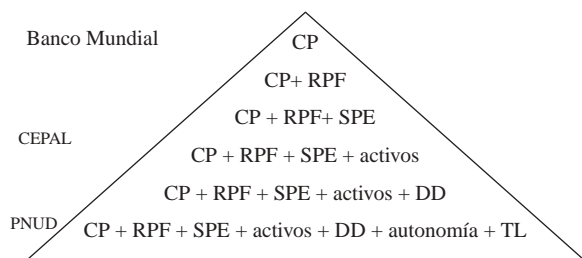 Banco Mundial
CP
CP+ RPF
CP + RPF+ SPE
CEPAL
CP + RPF + SPE + activos
CP + RPF + SPE + activos + DD
PNUD
CP + RPF + SPE + activos + DD + autonomía + TL